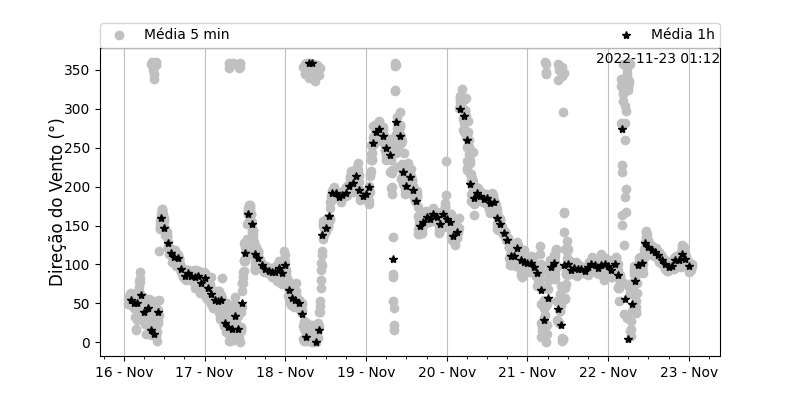 Média 5 min
Média 1h
2022-11-23 01:12
Direção do Vento (°)
350
300
250
200
150
100
50
0
16 - Nov
17 - Nov
18 - Nov
19 - Nov
20 - Nov
21 - Nov
22 - Nov
23 - Nov